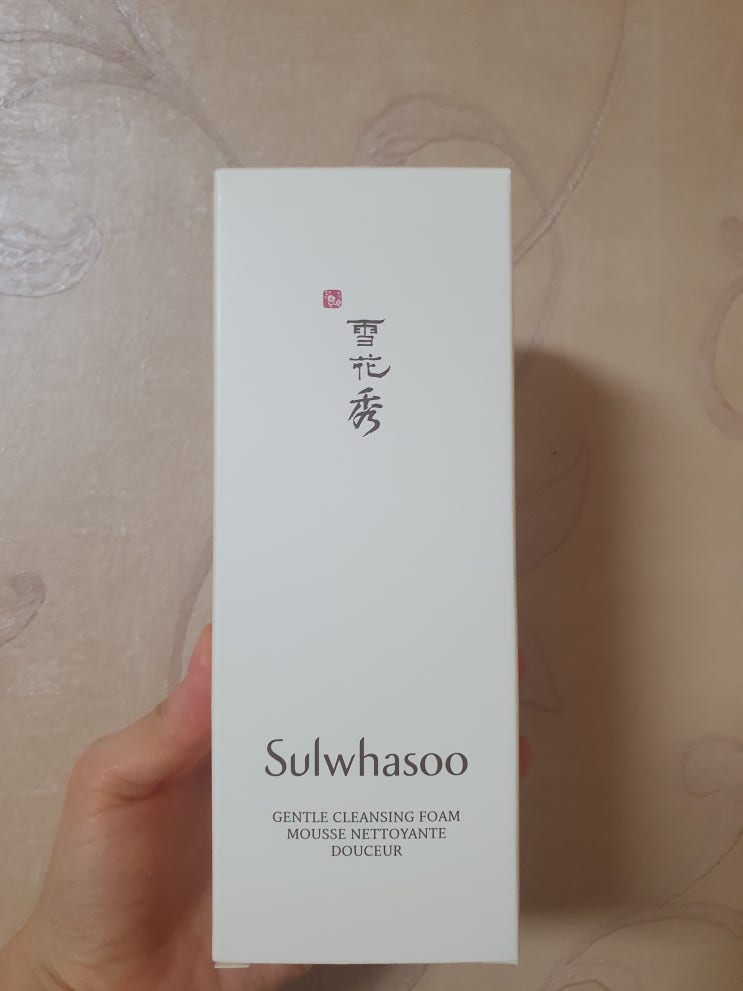 雪花秀
Sulwhasoo
GENTLE CLEANSING FOAM
MOUSSE NETTOYANTE
DOUCEUR